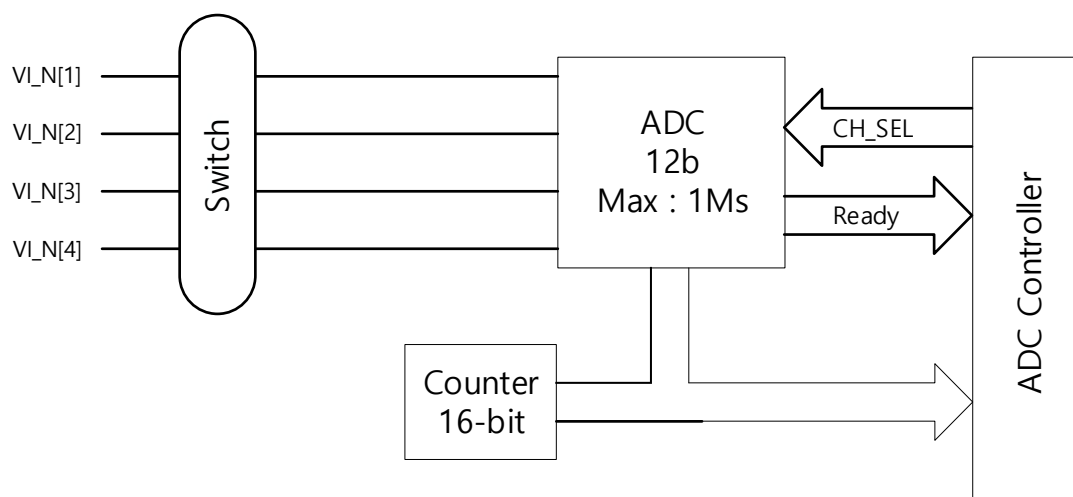 VI_N[1]
VI_N[2]
VI_N[3]
VI_N[4]
Switch
ADC
12b
Max : 1Ms
CH_SEL
Ready
Counter
16-bit
ADC Controller